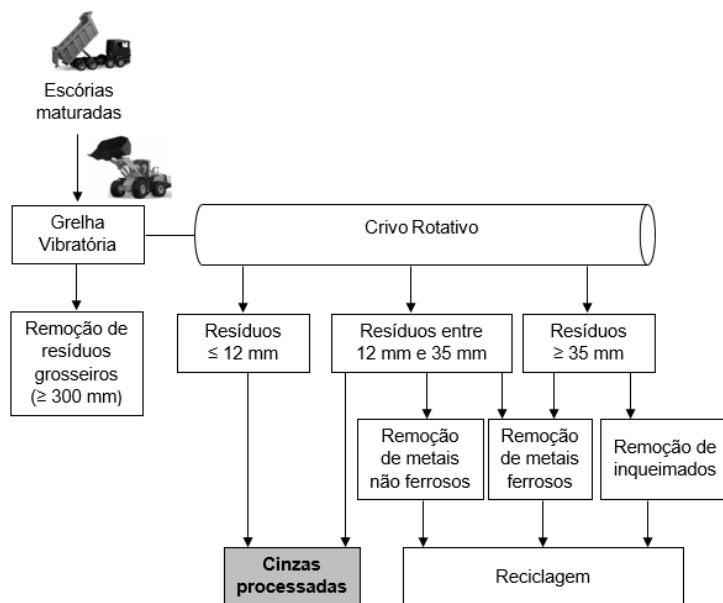 Escórias
maturadas
Grelha
Vibratória
Crivo Rotativo
Remoção de
resíduos
grosseiros
(≥ 300 mm)
Resíduos
≤ 12 mm
Resíduos entre
12 mm e 35 mm
Resíduos
≥ 35 mm
Remoção
de metais
não ferrosos
Remoção
de metais
ferrosos
Remoção de
inqueimados
Cinzas
processadas
Reciclagem